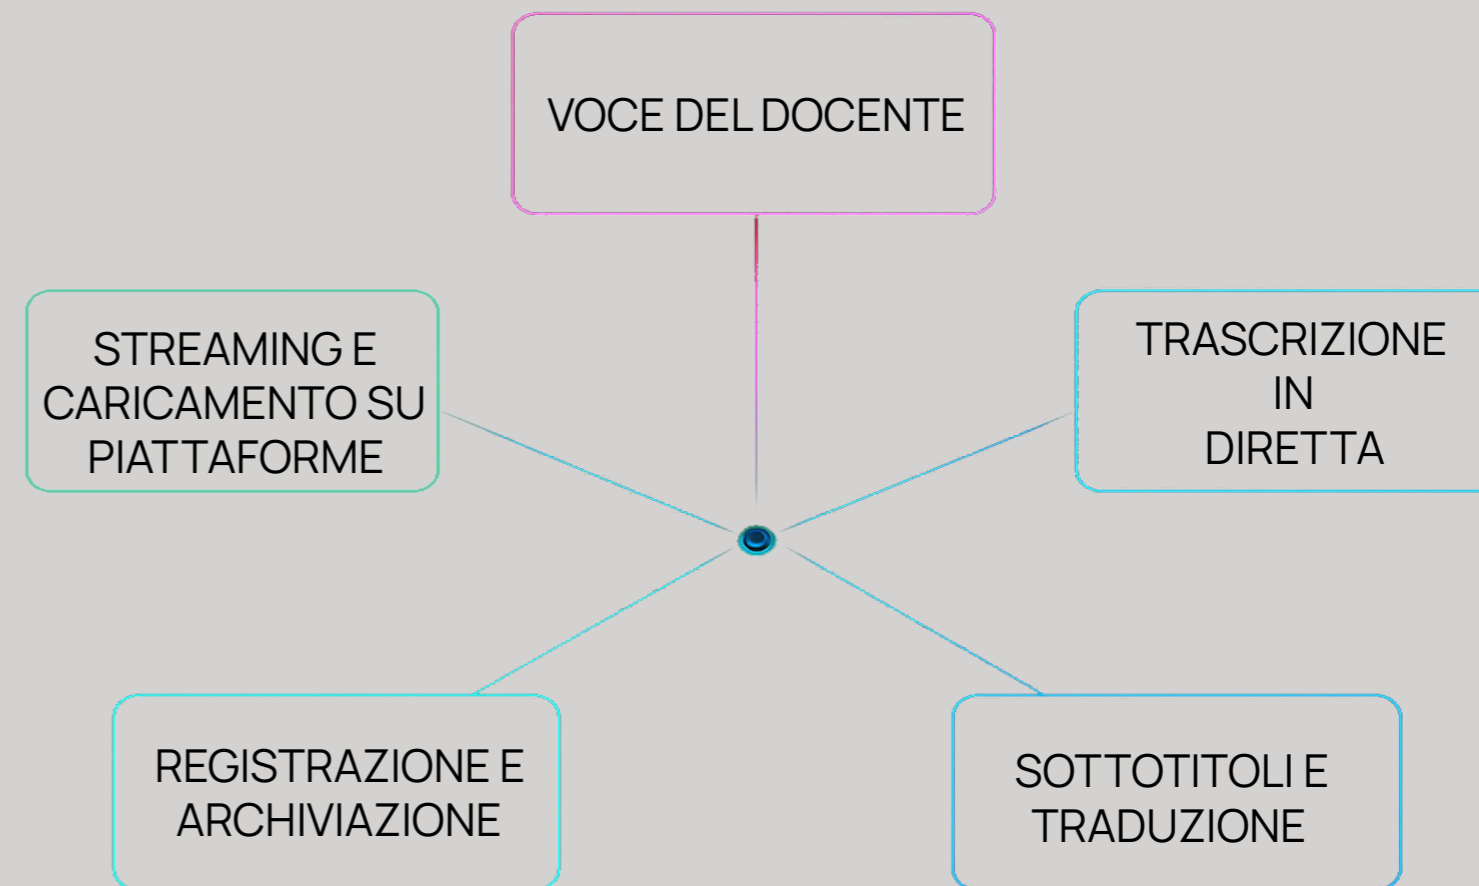 VOCE DEL DOCENTE
STREAMING E
CARICAMENTO SU
PIATTAFORME
TRASCRIZIONE
IN
DIRETTA
REGISTRAZIONE E
ARCHIVIAZIONE
SOTTOTITOLI E
TRADUZIONE